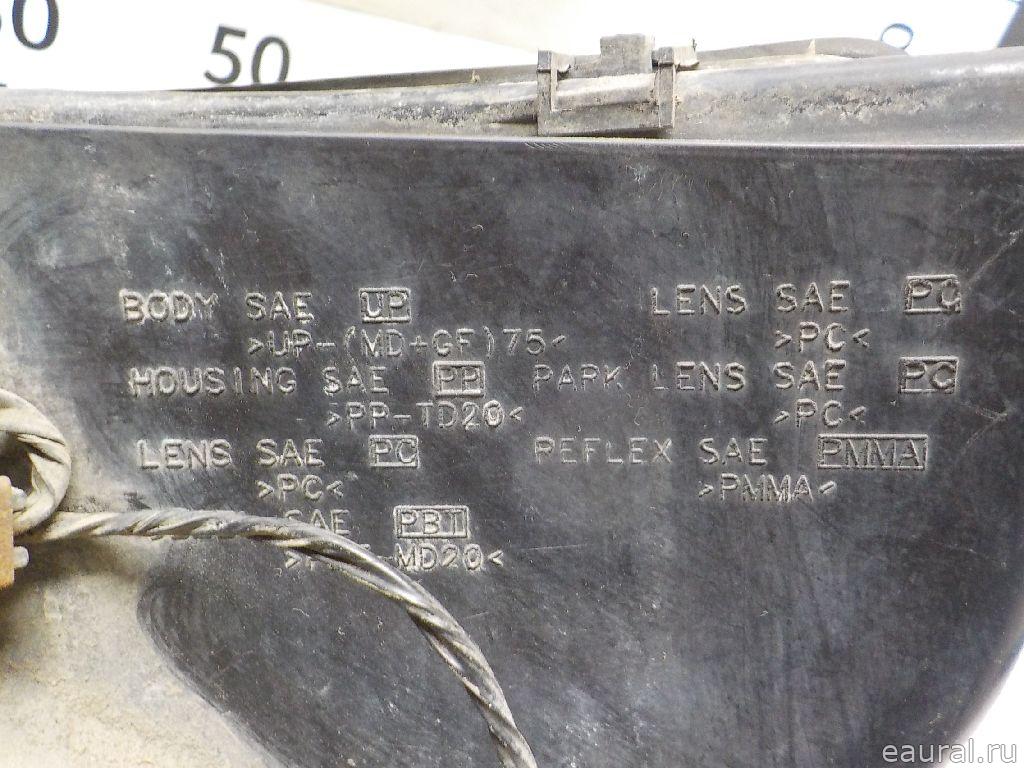 50
BODY SAE UP
>UP-(MD+GF)75<
HOUSING SAE PP
>PP-TD20<
LENS SAE PC
>PC<
SAE PBT
MD20<
LENS SAE PC
>PC<
PARK LENS SAE PC
>PC<
REFLEX SAE PMMA
>PMMA<
eaural.ru